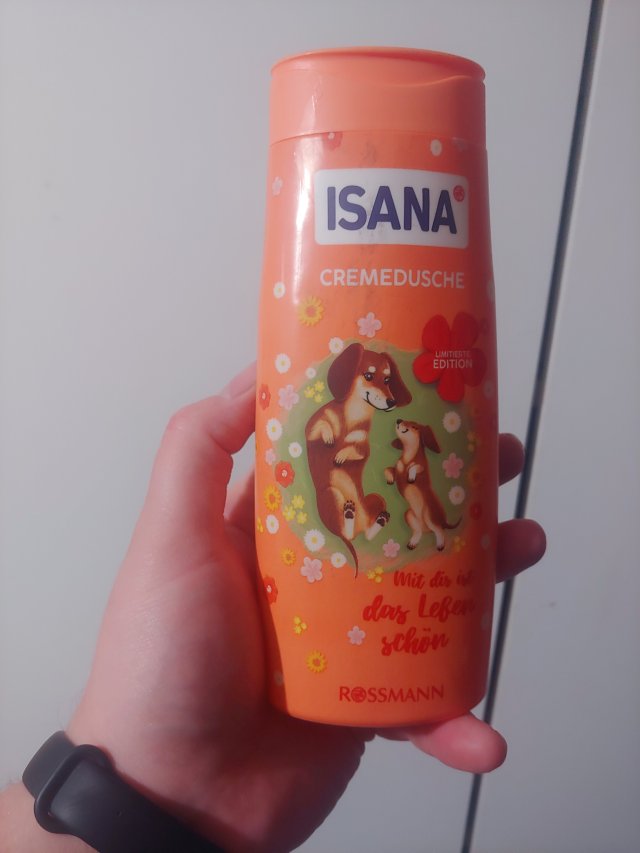 ISANA
CREMEDUSCHE
LIMITIERTE
EDITION
Mit dir ist
das Leben
schön
ROSSMANN